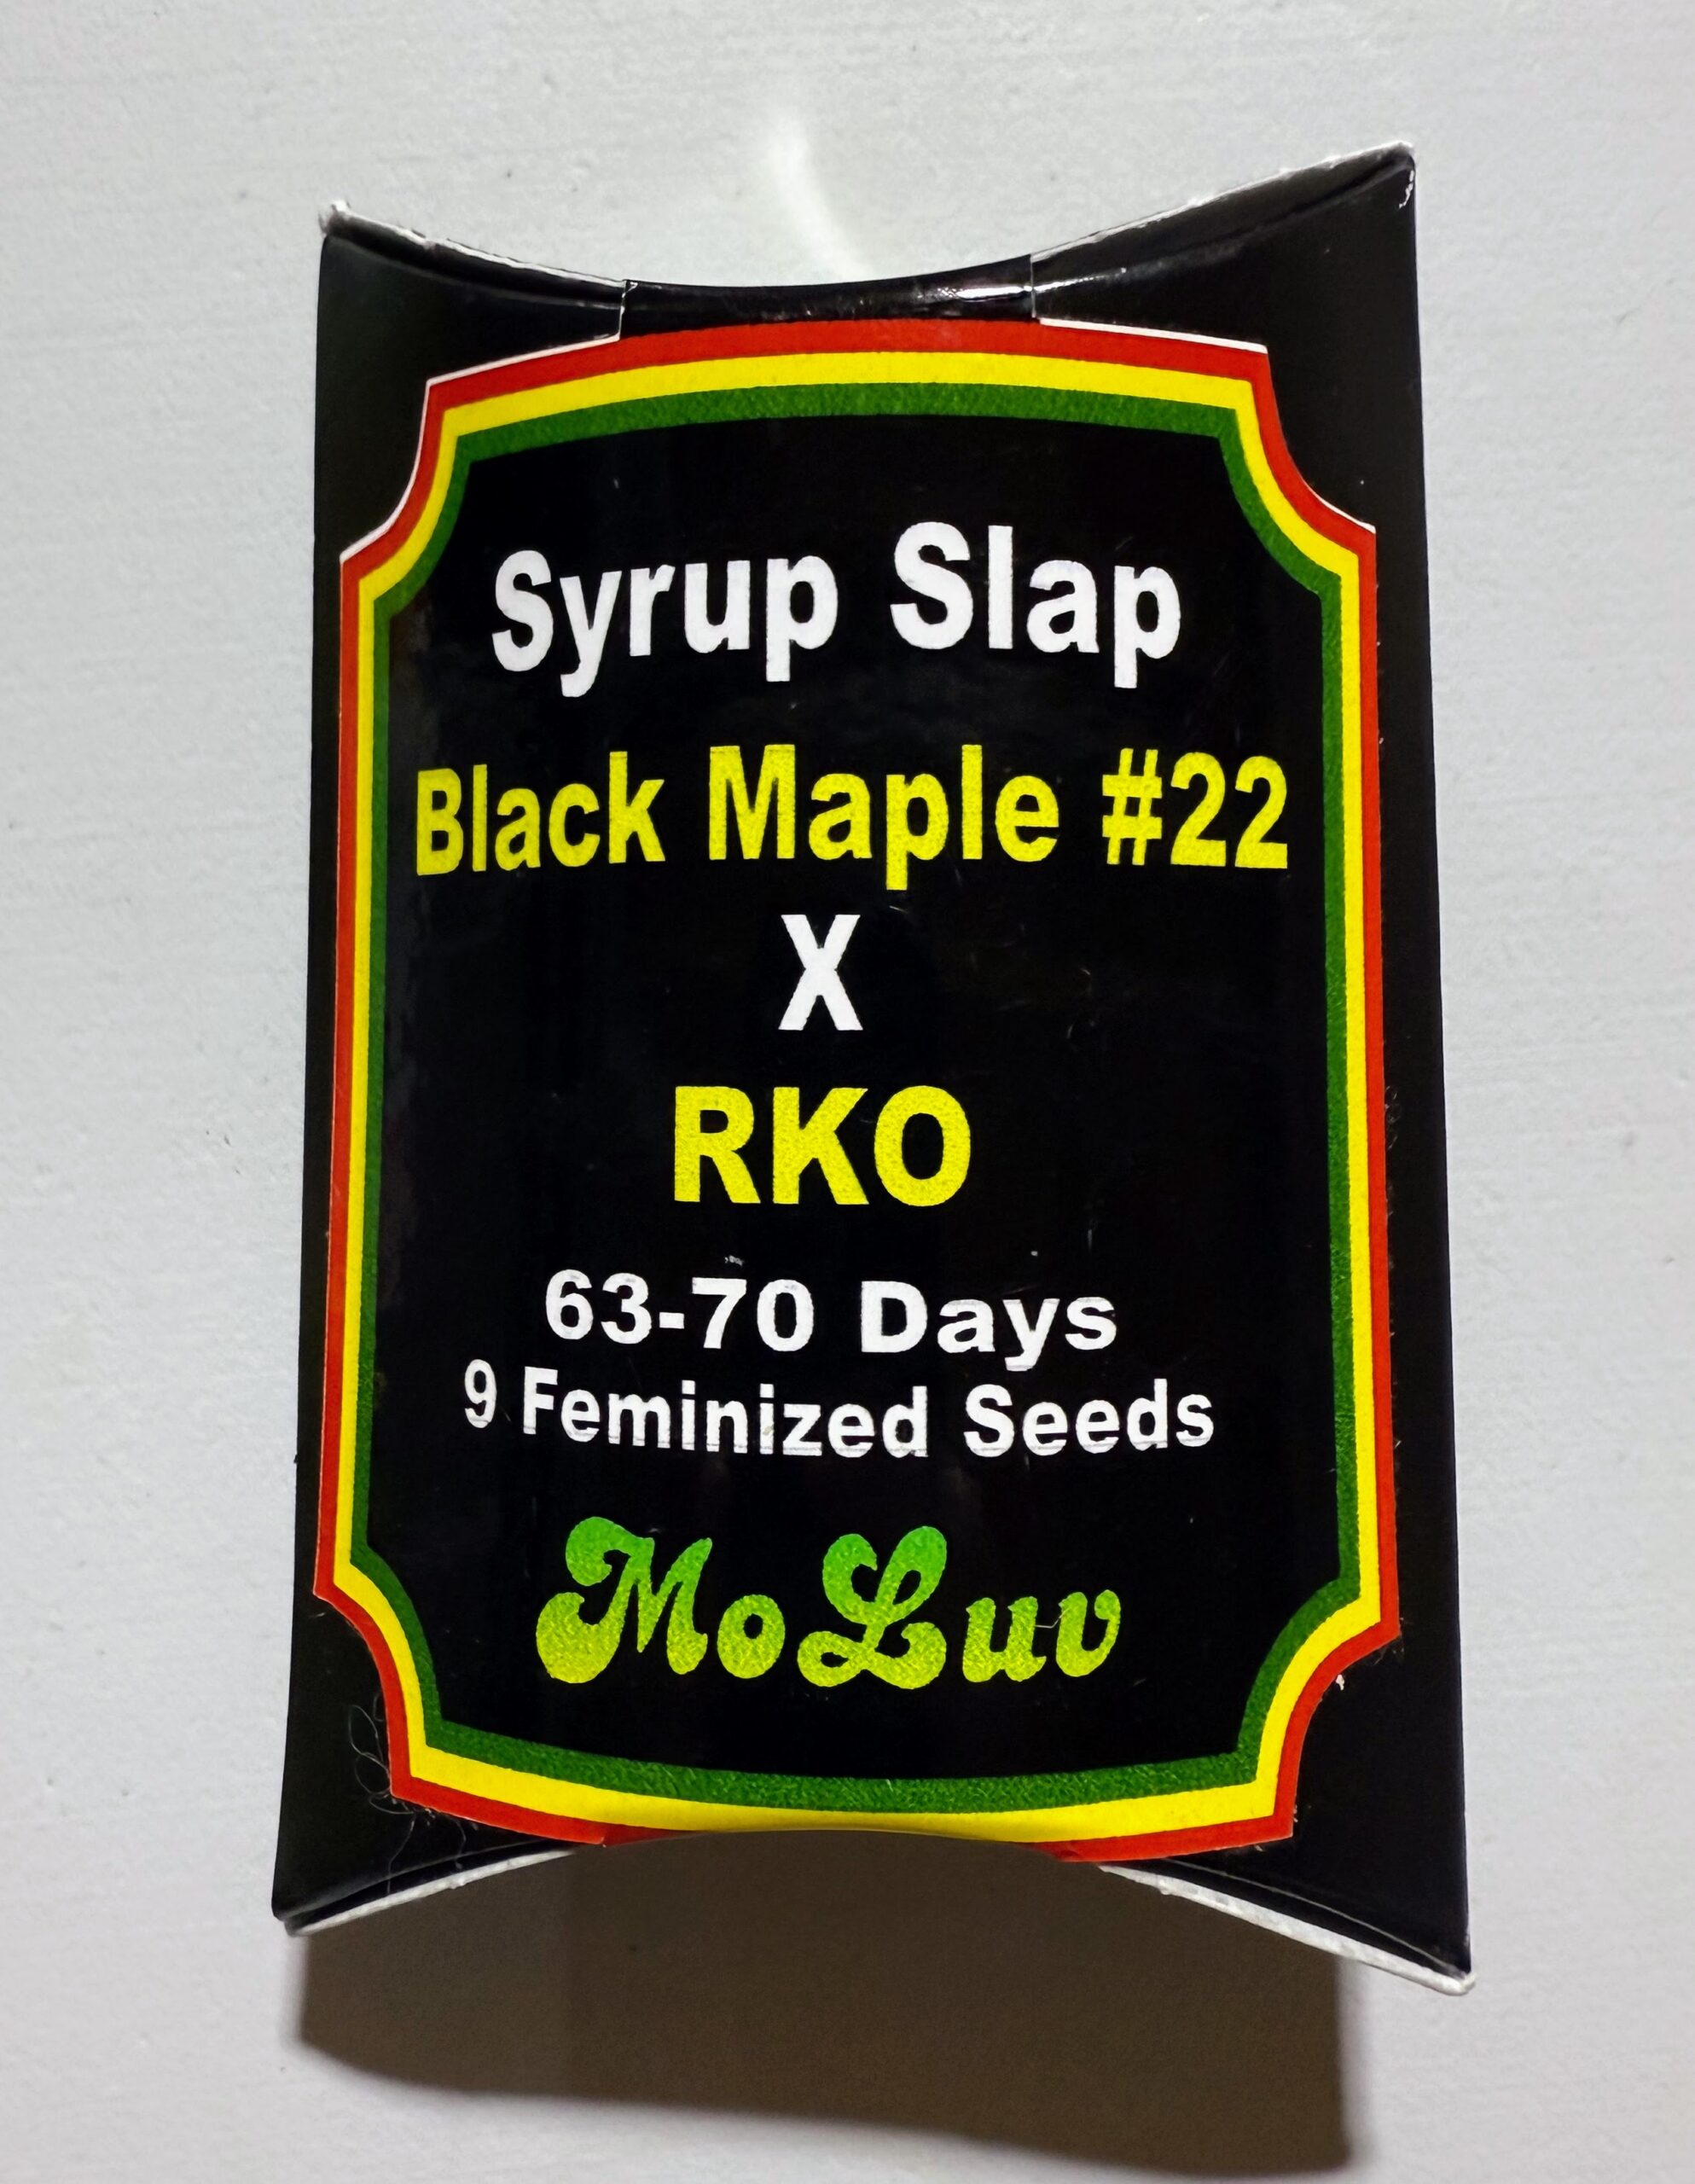 Syrup Slap
Black Maple #22
X
RKO
63-70 Days
9 Feminized Seeds
MoLuv